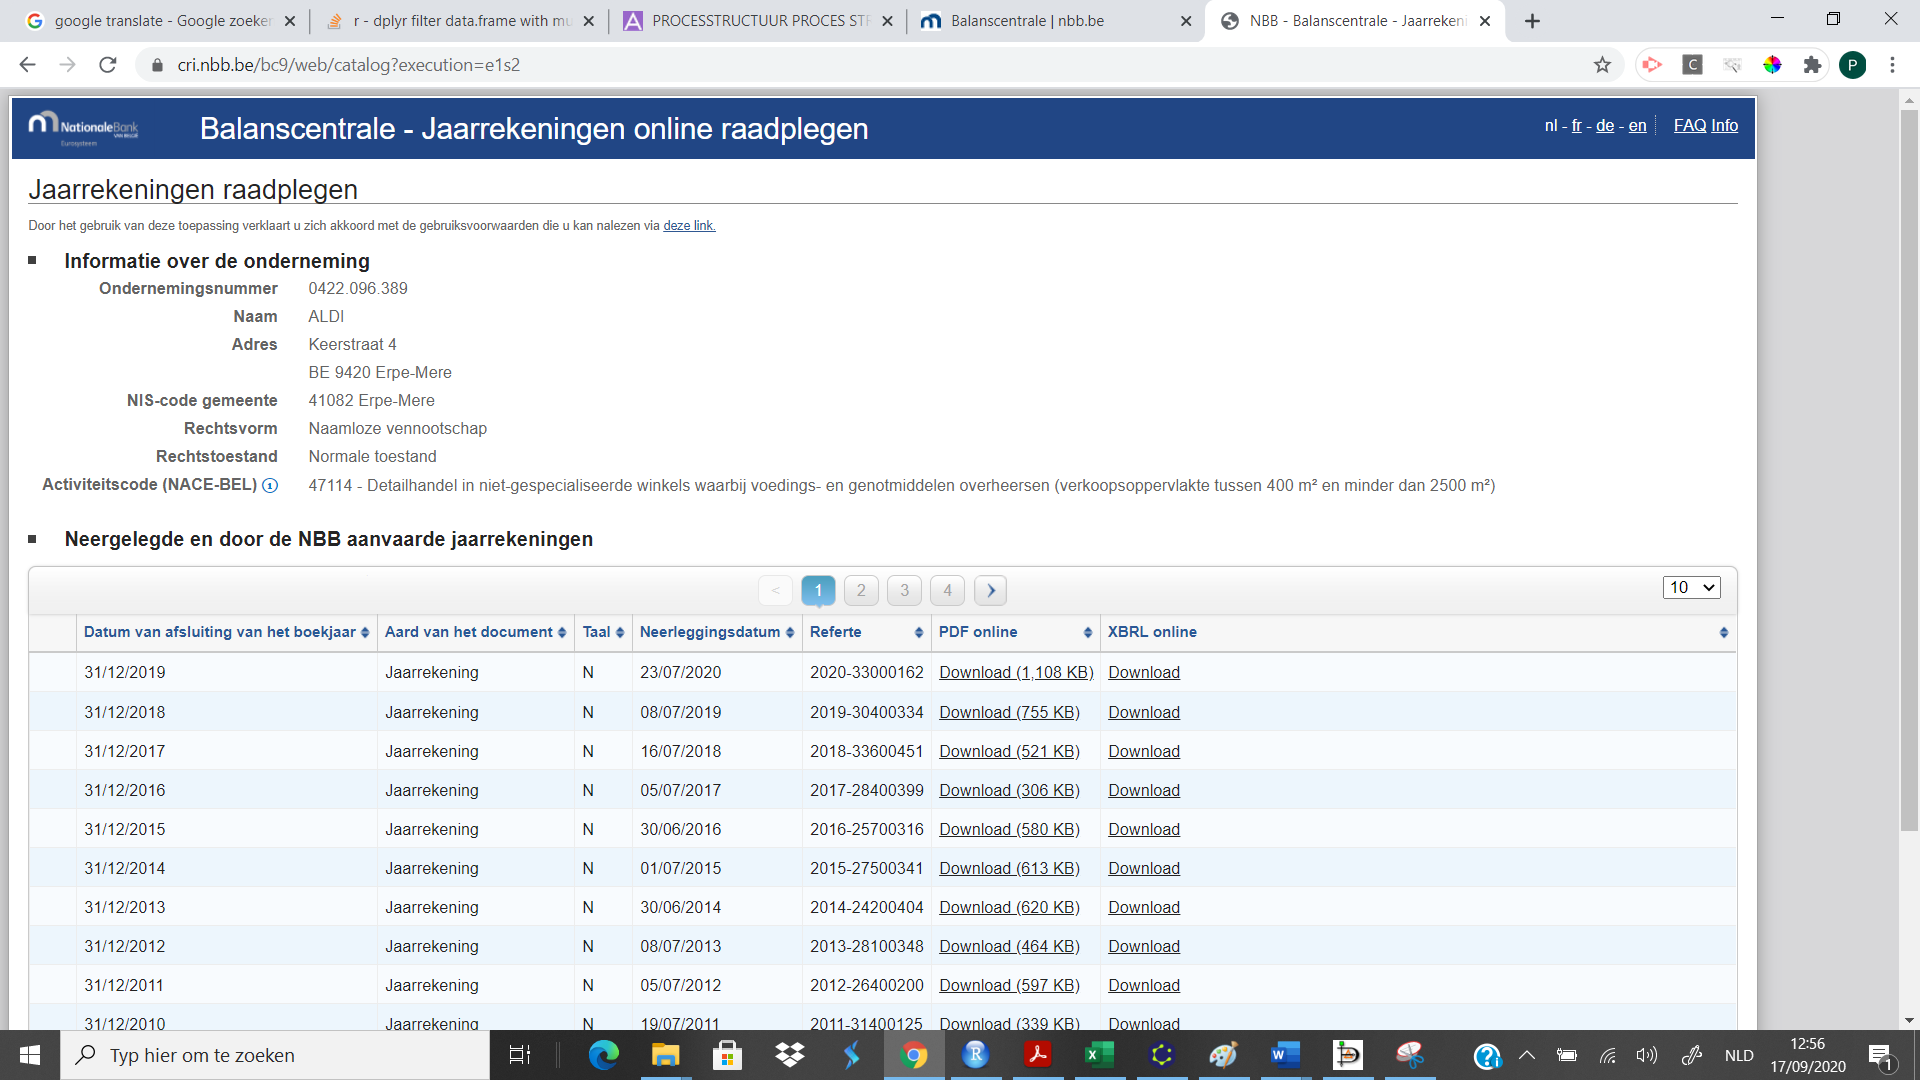 google translate - Google zoeken
r - dplyr filter data.frame with mu
PROCESSTRUCTUUR PROCES STR
Balanscentrale | nbb.be
NBB - Balanscentrale - Jaarrekeni
cri.nbb.be/bc9/web/catalog?execution=e1s2
C
P
NationaleBank
VAN BELGIË
Eurosysteem
Balanscentrale - Jaarrekeningen online raadplegen
nl - fr - de - en FAQ Info
Jaarrekeningen raadplegen
Door het gebruik van deze toepassing verklaart u zich akkoord met de gebruiksvoorwaarden die u kan nalezen via deze link.
Informatie over de onderneming
Ondernemingsnummer 0422.096.389
Naam ALDI
Adres Keerstraat 4
BE 9420 Erpe-Mere
NIS-code gemeente 41082 Erpe-Mere
Rechtsvorm Naamloze vennootschap
Rechtstoestand Normale toestand
Activiteitscode (NACE-BEL) 47114 - Detailhandel in niet-gespecialiseerde winkels waarbij voedings- en genotmiddelen overheersen (verkoopsoppervlakte tussen 400 m² en minder dan 2500 m²)
Neergelegde en door de NBB aanvaarde jaarrekeningen
< 1 2 3 4 > 10
Datum van afsluiting van het boekjaar Aard van het document Taal Neerleggingsdatum Referte PDF online XBRL online
31/12/2019 Jaarrekening N 23/07/2020 2020-33000162 Download (1,108 KB) Download
31/12/2018 Jaarrekening N 08/07/2019 2019-30400334 Download (755 KB) Download
31/12/2017 Jaarrekening N 16/07/2018 2018-33600451 Download (521 KB) Download
31/12/2016 Jaarrekening N 05/07/2017 2017-28400399 Download (306 KB) Download
31/12/2015 Jaarrekening N 30/06/2016 2016-25700316 Download (580 KB) Download
31/12/2014 Jaarrekening N 01/07/2015 2015-27500341 Download (613 KB) Download
31/12/2013 Jaarrekening N 30/06/2014 2014-24200404 Download (620 KB) Download
31/12/2012 Jaarrekening N 08/07/2013 2013-28100348 Download (464 KB) Download
31/12/2011 Jaarrekening N 05/07/2012 2012-26400200 Download (597 KB) Download
31/12/2010 Jaarrekening N 19/07/2011 2011-31400125 Download (339 KB) Download
Typ hier om te zoeken
NLD
12:56
17/09/2020
1